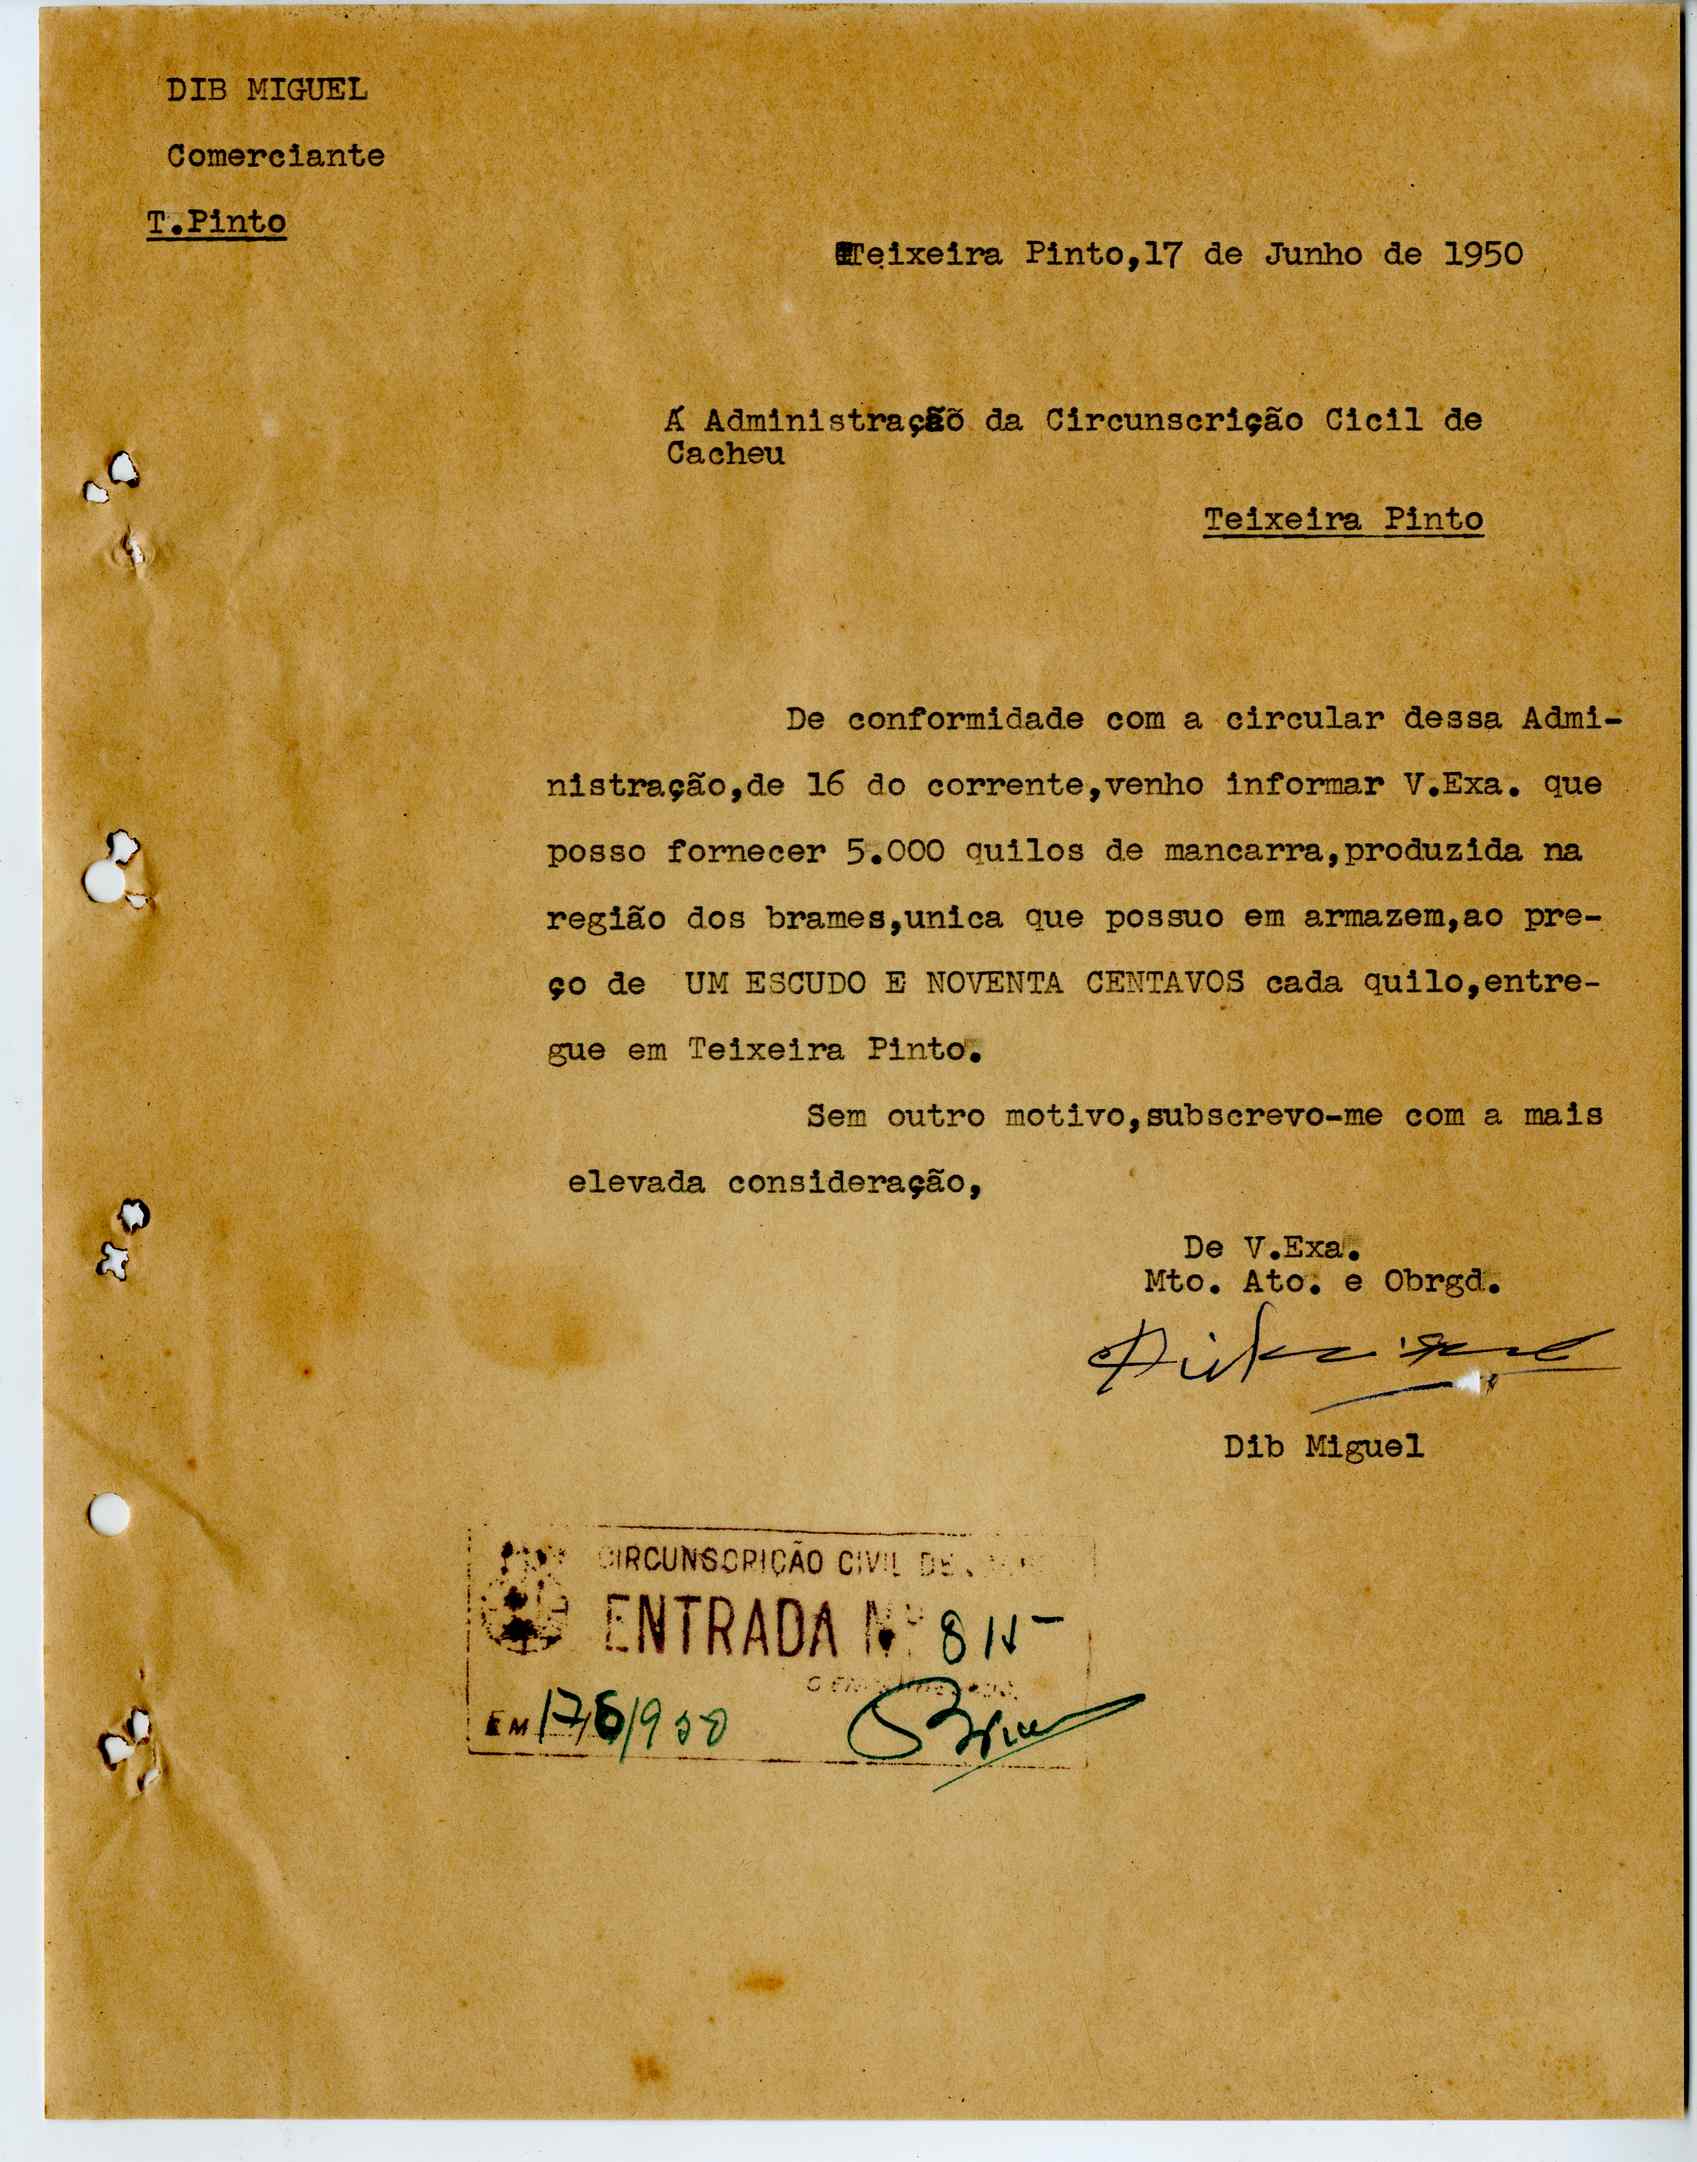 DIB MIGUEL
Comerciante
T.Pinto
Teixeira Pinto,17 de Junho de 1950
Á Administração da Circunscrição Cicil de
Cacheu
Teixeira Pinto
De conformidade com a circular dessa Admi-
nistração,de 16 do corrente,venho informar V.Exa. que
posso fornecer 5.000 quilos de mancarra,produzida na
região dos brames,unica que possuo em armazem,ao pre-
ço de UM ESCUDO E NOVENTA CENTAVOS cada quilo,entre-
gue em Teixeira Pinto.
Sem outro motivo,subscrevo-me com a mais
elevada consideração,
De V.Exa.
Mto. Ato. e Obrgd.
Dib Miguel
CIRCUNSCRIÇÃO CIVIL DE
ENTRADA Nº
EM 17/6/950